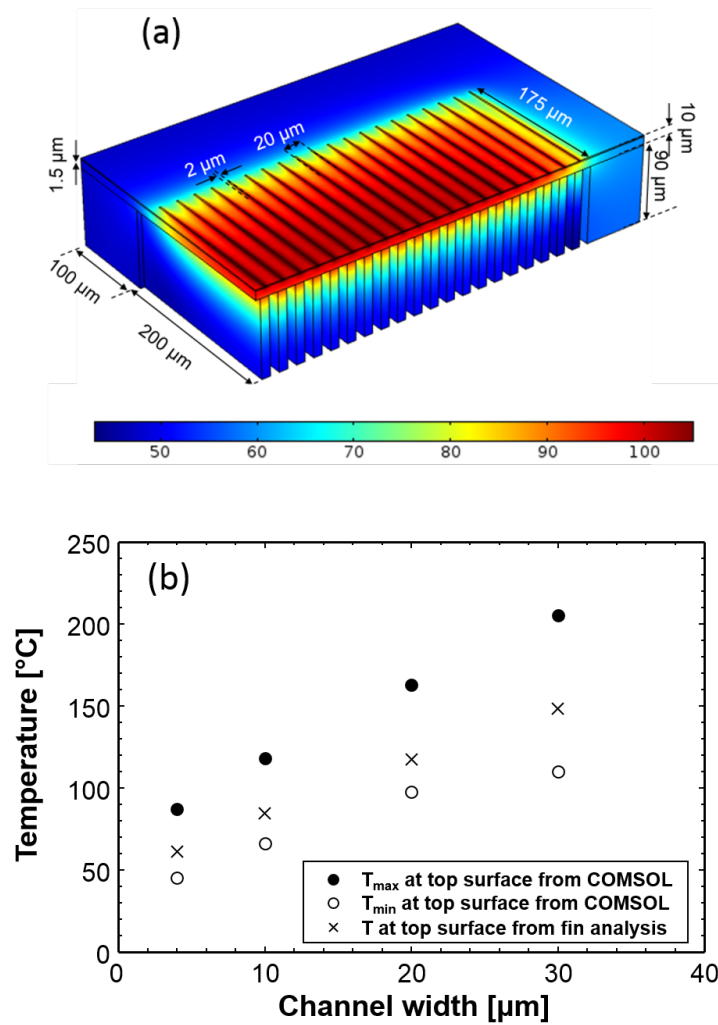 (a)
175 µm
10 µm
90 µm
20 µm
2 µm
1.5 µm
100 µm
200 µm
50 60 70 80 90 100
(b)
Temperature [°C]
250
200
150
100
50
0
0 10 20 30 40
Channel width [µm]
Tmax at top surface from COMSOL
Tmin at top surface from COMSOL
T at top surface from fin analysis